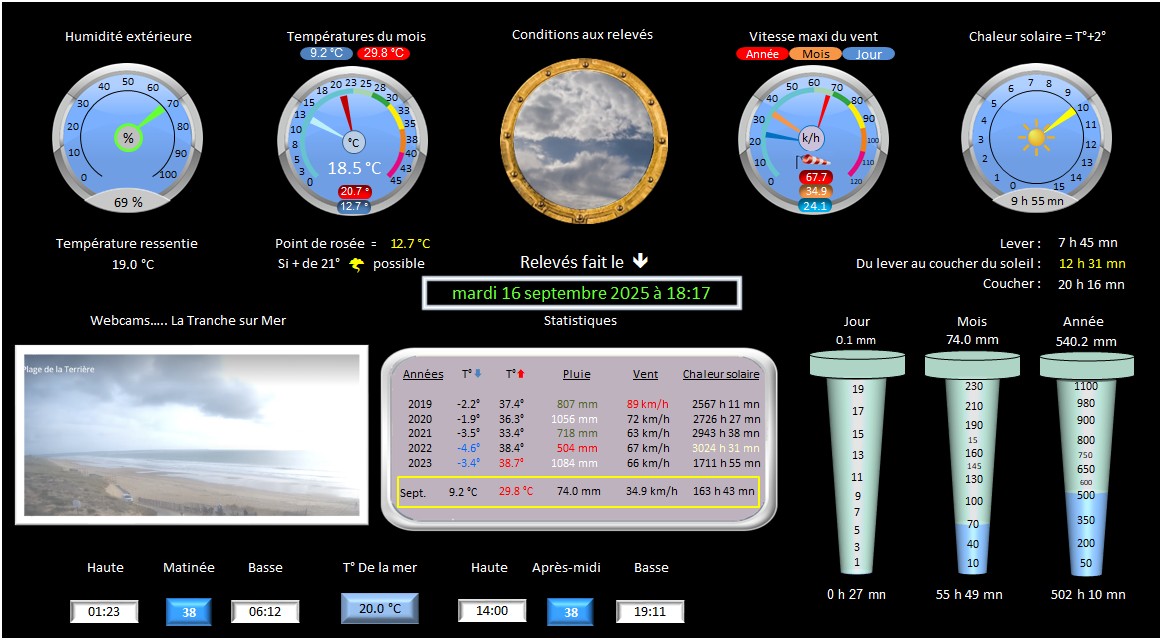 Humidité extérieure
Températures du mois
9.2 °C 29.8 °C
Conditions aux relevés
Vitesse maxi du vent
Année Mois Jour
Chaleur solaire = T°+2°
0 10 20 30 40 50 60 70 80 90 100
%
69 %
0 3 5 8 10 13 15 18 20 23 25 28 30 33 35 38 40 43 45
°C
18.5 °C
20.7 °
12.7 °
0 10 20 30 40 50 60 70 80 90 100 110 120
k/h
67.7
34.9
24.1
0 1 2 3 4 5 6 7 8 9 10 11 12 13 14 15
9 h 55 mn
Température ressentie
19.0 °C
Point de rosée = 12.7 °C
Si + de 21° possible
Relevés fait le
mardi 16 septembre 2025 à 18:17
Lever : 7 h 45 mn
Du lever au coucher du soleil : 12 h 31 mn
Coucher : 20 h 16 mn
Webcams….. La Tranche sur Mer
Plage de la Terrière
Statistiques
Années T° T° Pluie Vent Chaleur solaire
2019 -2.2° 37.4° 807 mm 89 km/h 2567 h 11 mn
2020 -1.9° 36.3° 1056 mm 72 km/h 2726 h 27 mn
2021 -3.5° 33.4° 718 mm 63 km/h 2943 h 38 mn
2022 -4.6° 38.4° 504 mm 67 km/h 3024 h 31 mn
2023 -3.4° 38.7° 1084 mm 66 km/h 1711 h 55 mn
Sept. 9.2 °C 29.8 °C 74.0 mm 34.9 km/h 163 h 43 mn
Jour
0.1 mm
19
17
15
13
11
9
7
5
3
1
0 h 27 mn
Mois
74.0 mm
230
210
190
15
160
145
130
100
70
40
10
55 h 49 mn
Année
540.2 mm
1100
980
900
800
750
650
600
500
350
200
50
502 h 10 mn
Haute Matinée Basse
01:23 38 06:12
T° De la mer
20.0 °C
Haute Après-midi Basse
14:00 38 19:11